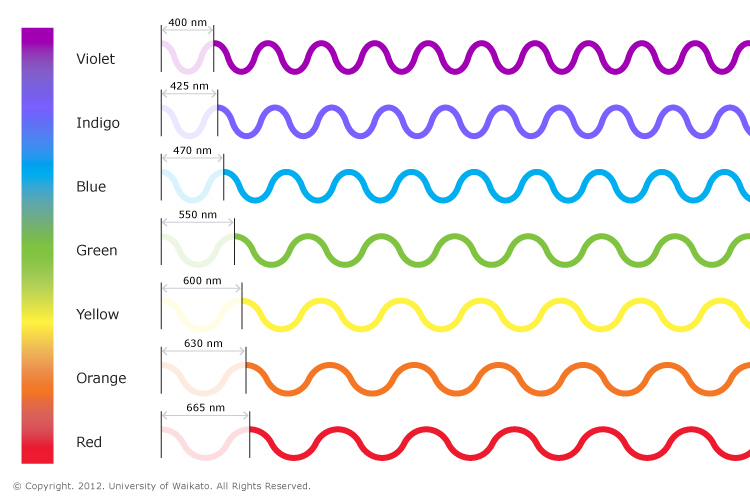 400 nm
Violet
425 nm
Indigo
470 nm
Blue
550 nm
Green
600 nm
Yellow
630 nm
Orange
665 nm
Red
© Copyright. 2012. University of Waikato. All Rights Reserved.